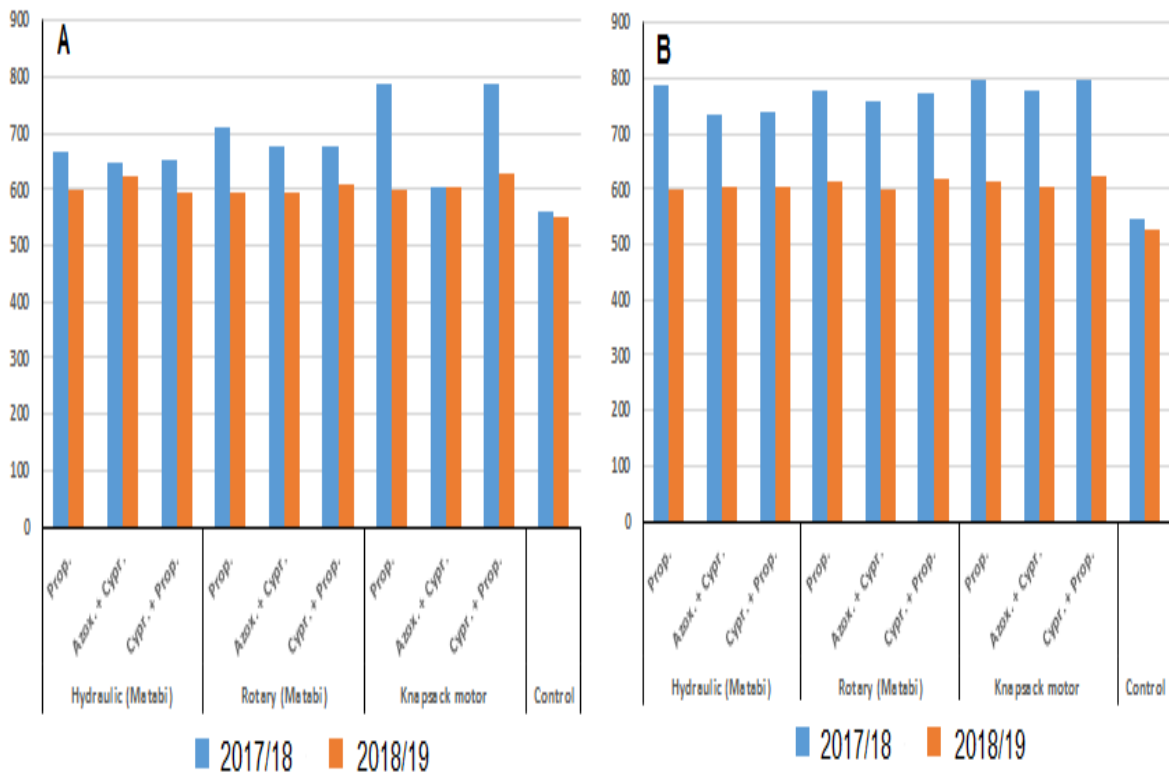 A
900
800
700
600
500
400
300
200
100
0
Prop.
Azox. + Cypr.
Cypr. + Prop.
Prop.
Azox. + Cypr.
Cypr. + Prop.
Prop.
Azox. + Cypr.
Cypr. + Prop.
Hydraulic (Matabi)
Rotary (Matabi)
Knapsack motor
Control
2017/18
2018/19
B
900
800
700
600
500
400
300
200
100
0
Prop.
Azox. + Cypr.
Cypr. + Prop.
Prop.
Azox. + Cypr.
Cypr. + Prop.
Prop.
Azox. + Cypr.
Cypr. + Prop.
Hydraulic (Matabi)
Rotary (Matabi)
Knapsack motor
Control
2017/18
2018/19